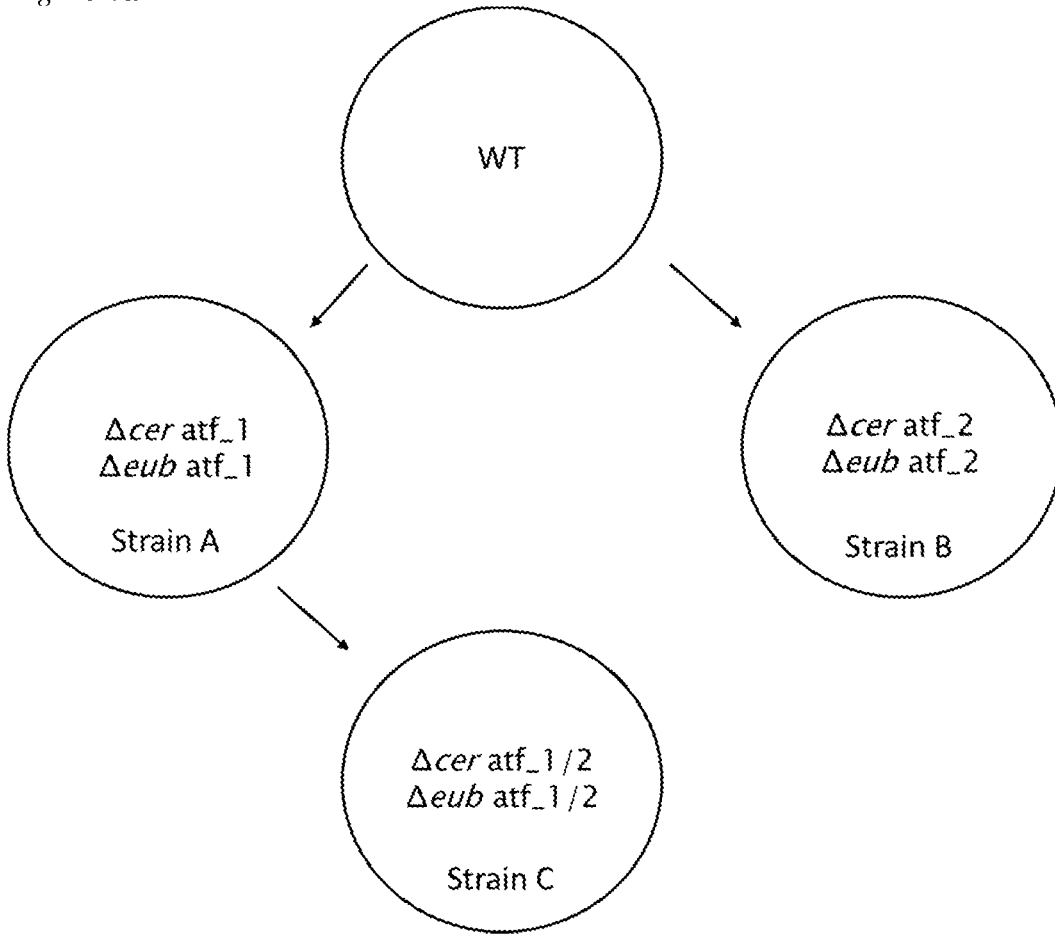 WT
Δcer atf_1
Δeub atf_1
Strain A
Δcer atf_2
Δeub atf_2
Strain B
Δcer atf_1/2
Δeub atf_1/2
Strain C